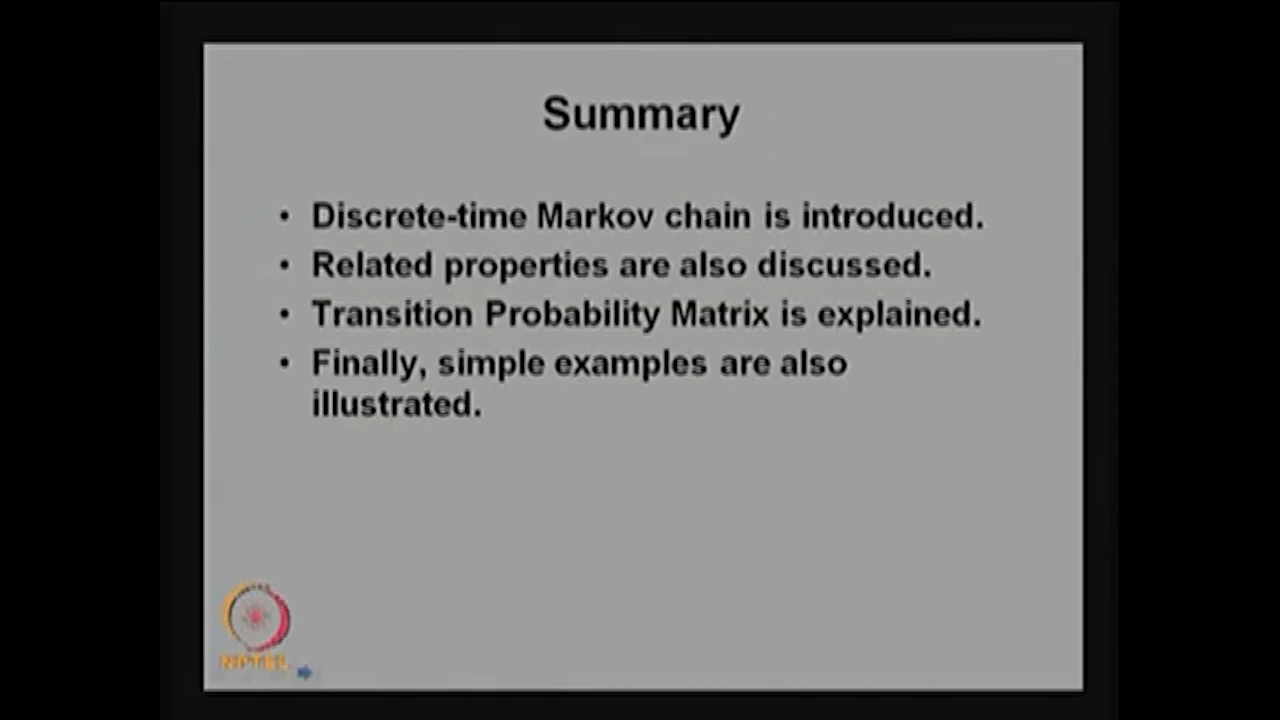 Summary
• Discrete-time Markov chain is introduced.
• Related properties are also discussed.
• Transition Probability Matrix is explained.
• Finally, simple examples are also
illustrated.
NPTEL